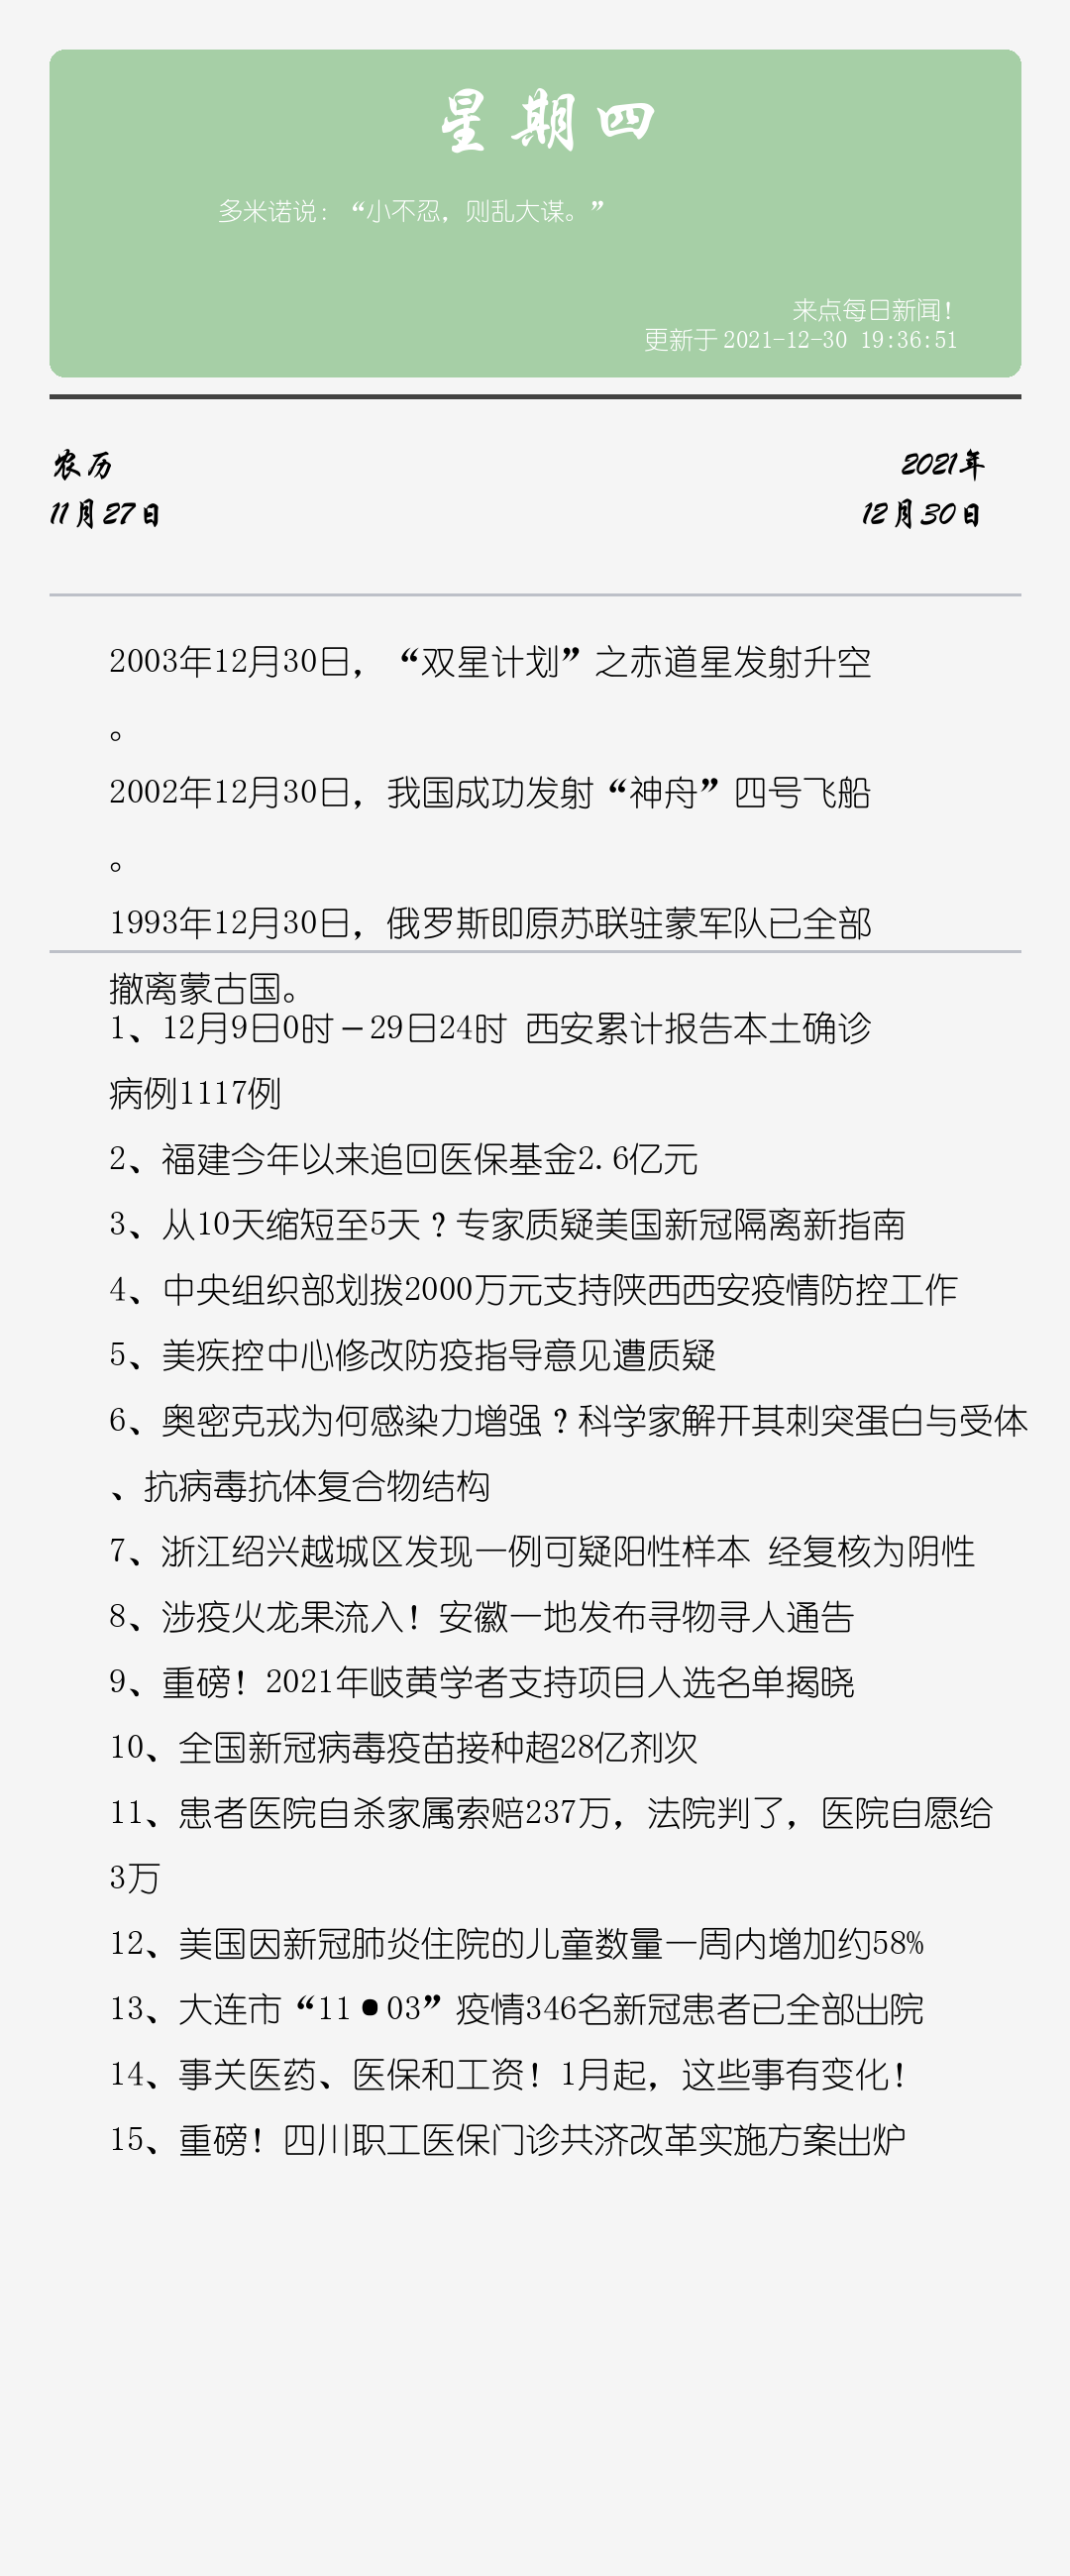 星期四
多米诺说：“小不忍，则乱大谋。”
来点每日新闻！
更新于2021-12-30 19:36:51
农历
2021年
11月27日
12月30日
2003年12月30日，“双星计划”之赤道星发射升空
。
2002年12月30日，我国成功发射“神舟”四号飞船
。
1993年12月30日，俄罗斯即原苏联驻蒙军队已全部
撤离蒙古国。
1、12月9日0时－29日24时 西安累计报告本土确诊
病例1117例
2、福建今年以来追回医保基金2.6亿元
3、从10天缩短至5天？专家质疑美国新冠隔离新指南
4、中央组织部划拨2000万元支持陕西西安疫情防控工作
5、美疾控中心修改防疫指导意见遭质疑
6、奥密克戎为何感染力增强？科学家解开其刺突蛋白与受体
、抗病毒抗体复合物结构
7、浙江绍兴越城区发现一例可疑阳性样本 经复核为阴性
8、涉疫火龙果流入！安徽一地发布寻物寻人通告
9、重磅！2021年岐黄学者支持项目人选名单揭晓
10、全国新冠病毒疫苗接种超28亿剂次
11、患者医院自杀家属索赔237万，法院判了，医院自愿给
3万
12、美国因新冠肺炎住院的儿童数量一周内增加约58%
13、大连市“11•03”疫情346名新冠患者已全部出院
14、事关医药、医保和工资！1月起，这些事有变化！
15、重磅！四川职工医保门诊共济改革实施方案出炉